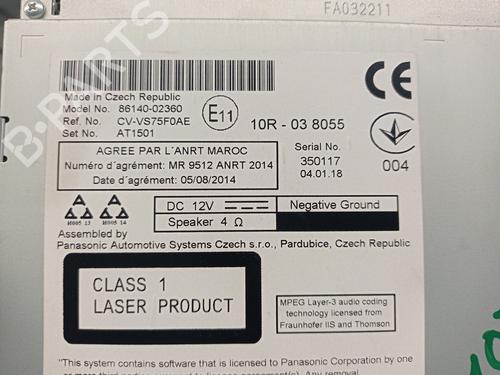 FA032211
Made in Czech Republic
Model No. 86140-02360
Ref. No. CV-VS75F0AE
Set No. AT1501
E11
10R - 03 8055
CE
004
AGREE PAR L'ANRT MAROC
Numéro d'agrément: MR 9512 ANRT 2014
Date d'agrément: 05/08/2014
Serial No.
350117
04.01.18
DC 12V
Negative Ground
Speaker 4 Ω
Assembled by
Panasonic Automotive Systems Czech s.r.o., Pardubice, Czech Republic
CLASS 1
LASER PRODUCT
MPEG Layer-3 audio coding
technology licensed from
Fraunhofer IIS and Thomson
"This system contains software that is licensed to Panasonic Corporation by one
B-PARTS